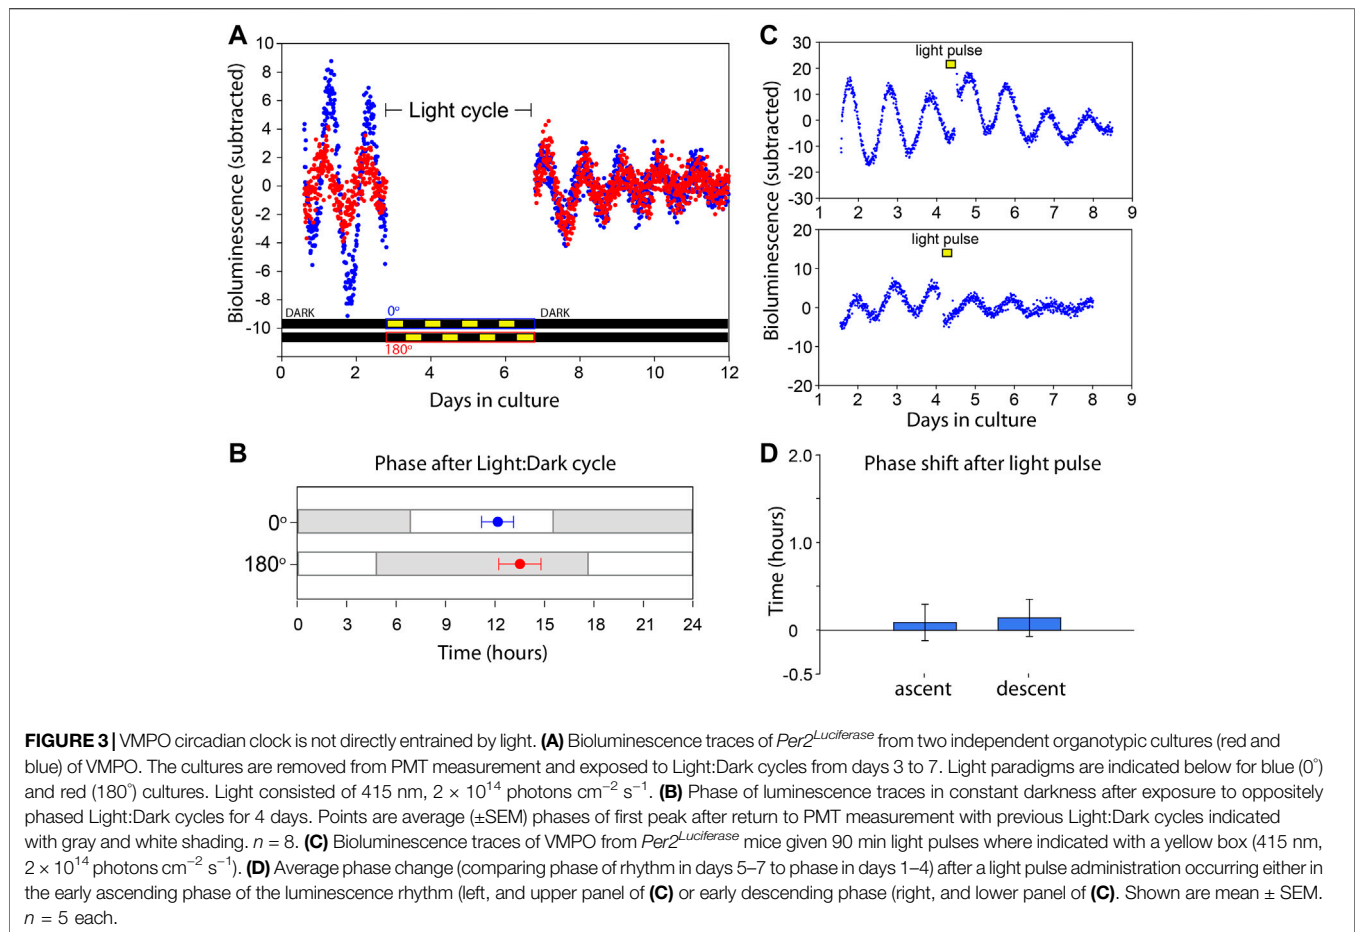 A
Bioluminescence (subtracted)
10
8
6
4
2
0
-2
-4
-6
-8
-10
Light cycle
DARK
0°
DARK
180°
0 2 4 6 8 10 12
Days in culture
C
Bioluminescence (subtracted)
light pulse
30
20
10
0
-10
-20
-30
1 2 3 4 5 6 7 8 9
light pulse
20
10
0
-10
-20
1 2 3 4 5 6 7 8 9
Days in culture
B
Phase after Light:Dark cycle
0°
180°
0 3 6 9 12 15 18 21 24
Time (hours)
D
Phase shift after light pulse
Time (hours)
2.0
1.0
0
-0.5
ascent descent
FIGURE 3 | VMPO circadian clock is not directly entrained by light. (A) Bioluminescence traces of Per2Luciferase from two independent organotypic cultures (red and
blue) of VMPO. The cultures are removed from PMT measurement and exposed to Light:Dark cycles from days 3 to 7. Light paradigms are indicated below for blue (0°)
and red (180°) cultures. Light consisted of 415 nm, 2 × 10¹⁴ photons cm⁻² s⁻¹. (B) Phase of luminescence traces in constant darkness after exposure to oppositely
phased Light:Dark cycles for 4 days. Points are average (±SEM) phases of first peak after return to PMT measurement with previous Light:Dark cycles indicated
with gray and white shading. n = 8. (C) Bioluminescence traces of VMPO from Per2Luciferase mice given 90 min light pulses where indicated with a yellow box (415 nm,
2 × 10¹⁴ photons cm⁻² s⁻¹). (D) Average phase change (comparing phase of rhythm in days 5–7 to phase in days 1–4) after a light pulse administration occurring either in
the early ascending phase of the luminescence rhythm (left, and upper panel of (C) or early descending phase (right, and lower panel of (C). Shown are mean ± SEM.
n = 5 each.